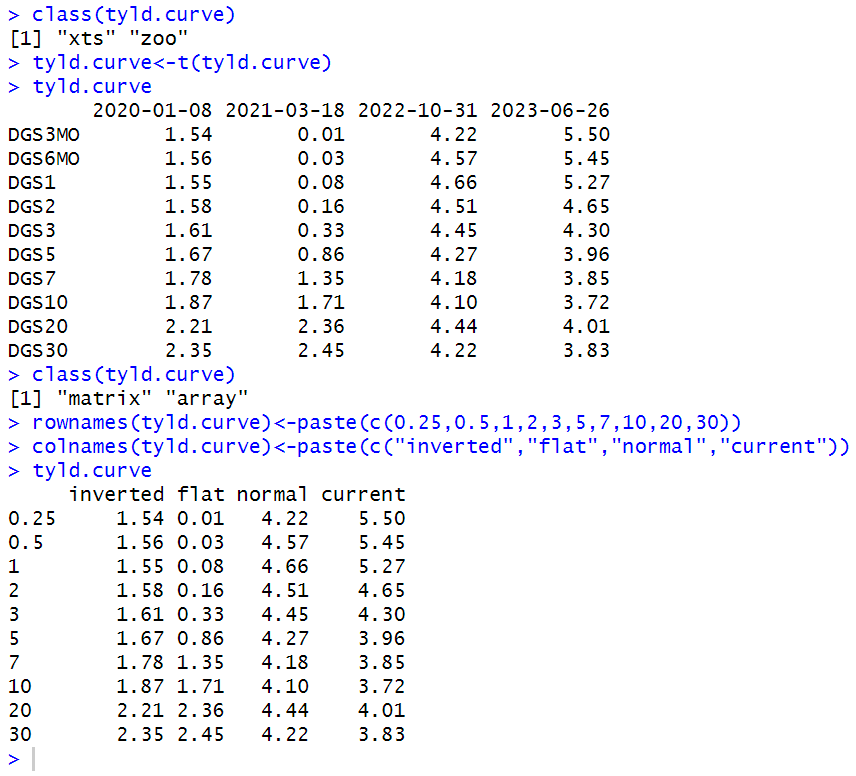 > class(tyld.curve)
[1] "xts" "zoo"
> tyld.curve<-t(tyld.curve)
> tyld.curve
2020-01-08 2021-03-18 2022-10-31 2023-06-26
DGS3MO 1.54 0.01 4.22 5.50
DGS6MO 1.56 0.03 4.57 5.45
DGS1 1.55 0.08 4.66 5.27
DGS2 1.58 0.16 4.51 4.65
DGS3 1.61 0.33 4.45 4.30
DGS5 1.67 0.86 4.27 3.96
DGS7 1.78 1.35 4.18 3.85
DGS10 1.87 1.71 4.10 3.72
DGS20 2.21 2.36 4.44 4.01
DGS30 2.35 2.45 4.22 3.83
> class(tyld.curve)
[1] "matrix" "array"
> rownames(tyld.curve)<-paste(c(0.25,0.5,1,2,3,5,7,10,20,30))
> colnames(tyld.curve)<-paste(c("inverted","flat","normal","current"))
> tyld.curve
inverted flat normal current
0.25 1.54 0.01 4.22 5.50
0.5 1.56 0.03 4.57 5.45
1 1.55 0.08 4.66 5.27
2 1.58 0.16 4.51 4.65
3 1.61 0.33 4.45 4.30
5 1.67 0.86 4.27 3.96
7 1.78 1.35 4.18 3.85
10 1.87 1.71 4.10 3.72
20 2.21 2.36 4.44 4.01
30 2.35 2.45 4.22 3.83
>